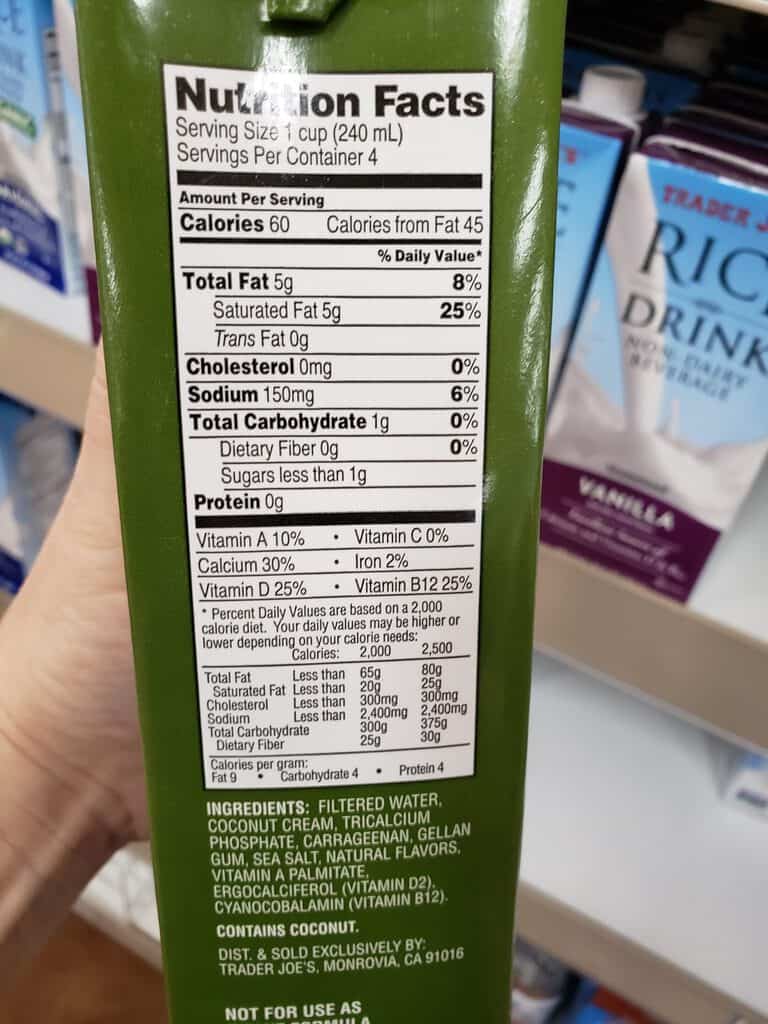 Nutrition Facts
Serving Size 1 cup (240 mL)
Servings Per Container 4
Amount Per Serving
Calories 60 Calories from Fat 45
% Daily Value*
Total Fat 5g 8%
Saturated Fat 5g 25%
Trans Fat 0g
Cholesterol 0mg 0%
Sodium 150mg 6%
Total Carbohydrate 1g 0%
Dietary Fiber 0g 0%
Sugars less than 1g
Protein 0g
Vitamin A 10% • Vitamin C 0%
Calcium 30% • Iron 2%
Vitamin D 25% • Vitamin B12 25%
* Percent Daily Values are based on a 2,000
calorie diet. Your daily values may be higher or
lower depending on your calorie needs:
Calories: 2,000 2,500
Total Fat Less than 65g 80g
Saturated Fat Less than 20g 25g
Cholesterol Less than 300mg 300mg
Sodium Less than 2,400mg 2,400mg
Total Carbohydrate 300g 375g
Dietary Fiber 25g 30g
Calories per gram:
Fat 9 • Carbohydrate 4 • Protein 4
INGREDIENTS: FILTERED WATER,
COCONUT CREAM, TRICALCIUM
PHOSPHATE, CARRAGEENAN, GELLAN
GUM, SEA SALT, NATURAL FLAVORS,
VITAMIN A PALMITATE,
ERGOCALCIFEROL (VITAMIN D2),
CYANOCOBALAMIN (VITAMIN B12).
CONTAINS COCONUT.
DIST. & SOLD EXCLUSIVELY BY:
TRADER JOE'S, MONROVIA, CA 91016
NOT FOR USE AS
TRADER J
RIC
DRINK
NON-DAIRY
BEVERAGE
VANILLA